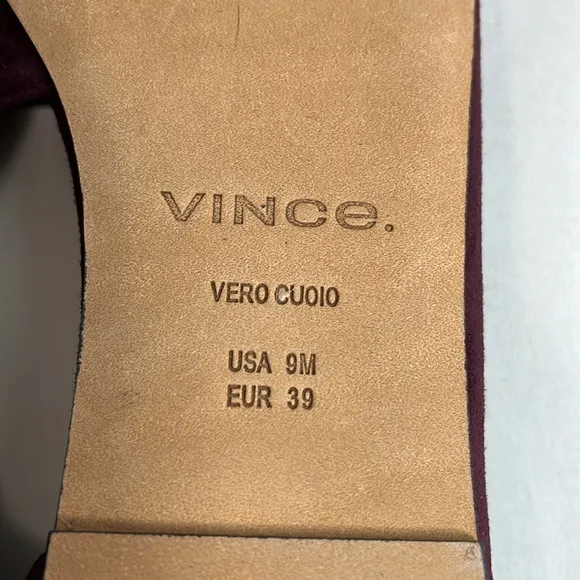 VINCE.
VERO CUOIO
USA 9M
EUR 39